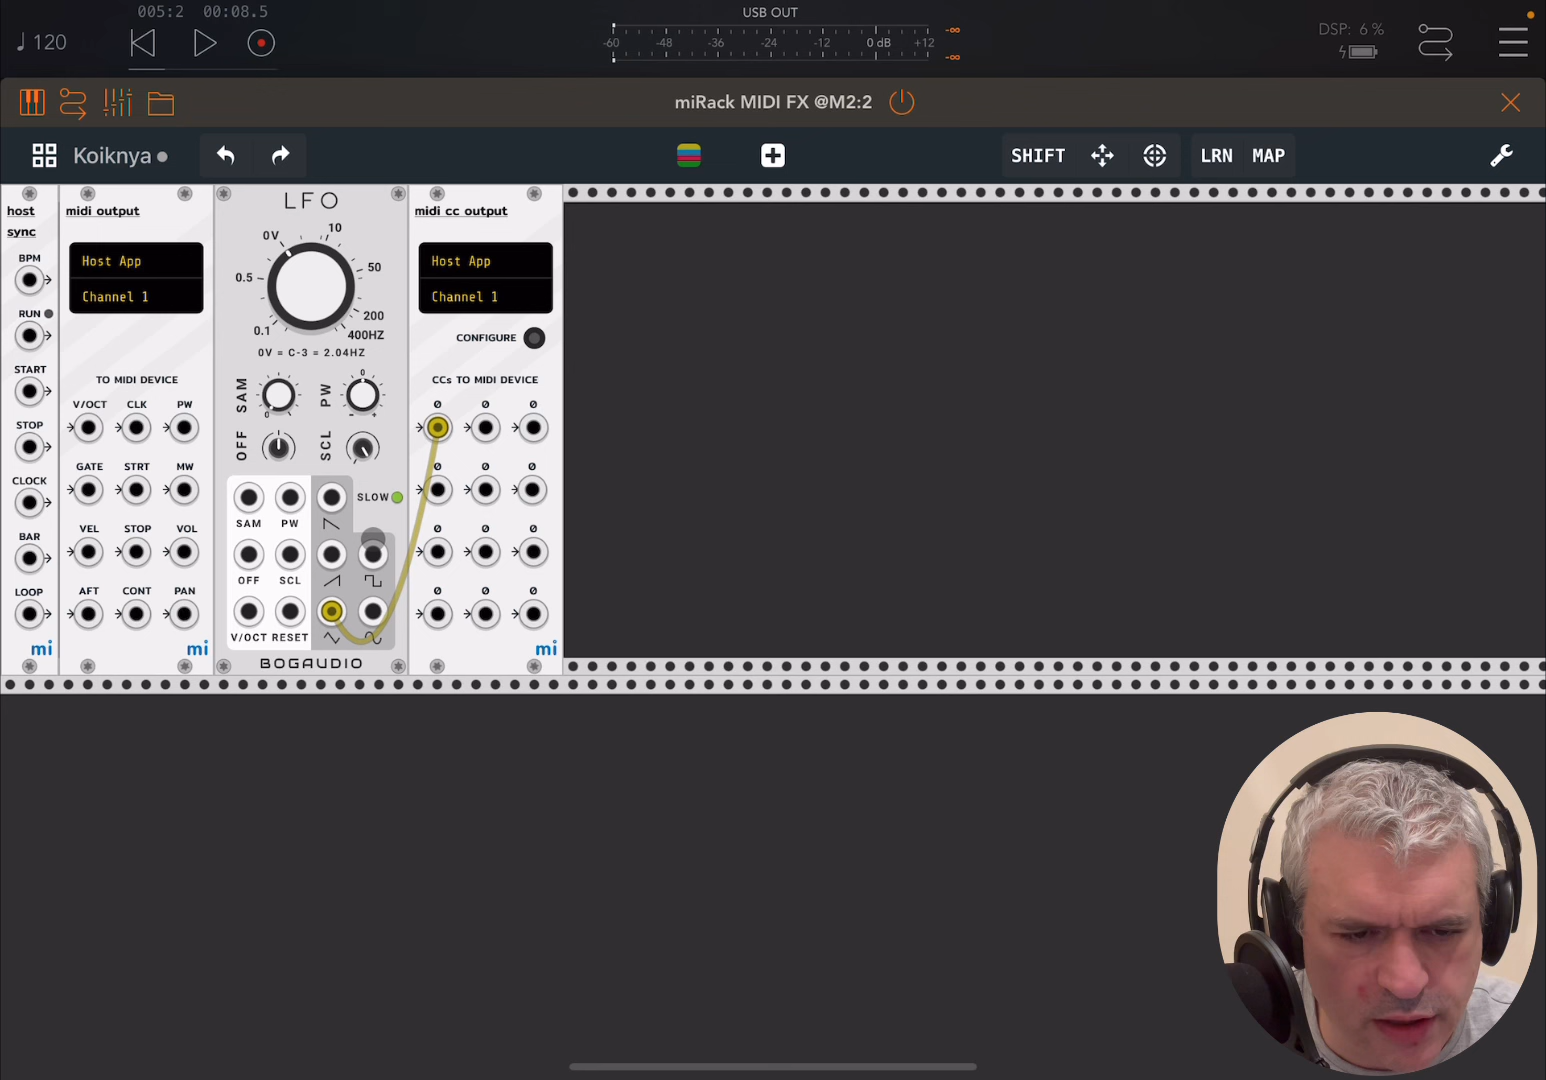 005:2 00:08.5
USB OUT
120
-60 -48 -36 -24 -12 0 dB +12
-∞
-∞
DSP: 6 %
miRack MIDI FX @M2:2
Koiknya
SHIFT
LRN MAP
host
sync
BPM
RUN
START
STOP
CLOCK
BAR
LOOP
mi
midi output
Host App
Channel 1
TO MIDI DEVICE
V/OCT CLK PW
GATE STRT MW
VEL STOP VOL
AFT CONT PAN
mi
LFO
0V 10
0.5 50
0.1 200
400HZ
0V = C-3 = 2.04HZ
SAM 0 PW 0 - +
OFF SCL
SLOW
SAM PW
OFF SCL
V/OCT RESET
BOGAUDIO
midi cc output
Host App
Channel 1
CONFIGURE
CCs TO MIDI DEVICE
0 0 0
0 0 0
0 0 0
0 0 0
mi